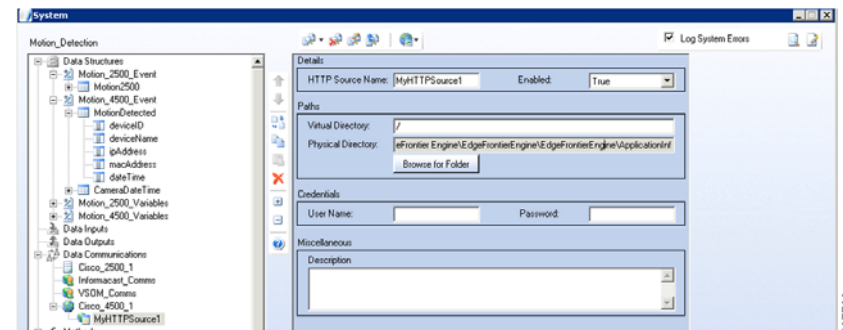 System
Motion_Detection
Log System Errors
Data Structures
Motion_2500_Event
Motion2500
Motion_4500_Event
MotionDetected
deviceID
deviceName
ipAddress
macAddress
dateTime
CameraDateTime
Motion_2500_Variables
Motion_4500_Variables
Data Inputs
Data Outputs
Data Communications
Cisco_2500_1
Informacast_Comms
VSOM_Comms
Cisco_4500_1
MyHTTPSource1
Details
HTTP Source Name: MyHTTPSource1 Enabled: True
Paths
Virtual Directory: /
Physical Directory: eFrontier Engine\EdgeFrontierEngine\EdgeFrontierEngine\ApplicationInf
Browse for Folder
Credentials
User Name: Password:
Miscellaneous
Description